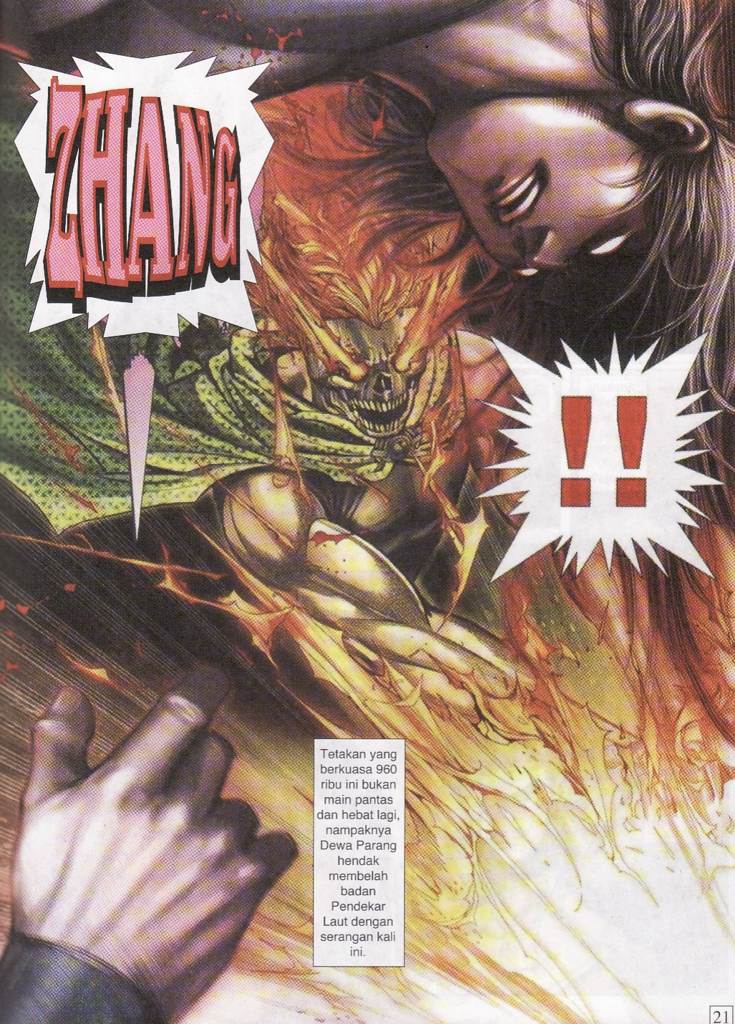 ZHANG
!!
Tetakan yang
berkuasa 960
ribu ini bukan
main pantas
dan hebat lagi,
nampaknya
Dewa Parang
hendak
membelah
badan
Pendekar
Laut dengan
serangan kali
ini.
21